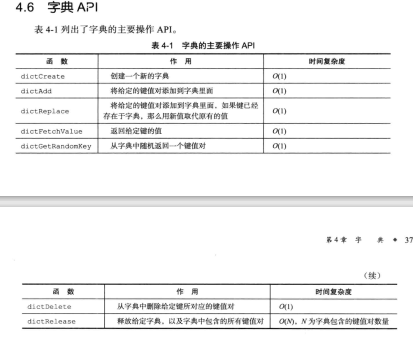 4.6 字典 API
表 4-1 列出了字典的主要操作 API。
表 4-1 字典的主要操作 API
函 数 作 用 时间复杂度
dictCreate 创建一个新的字典 O(1)
dictAdd 将给定的键值对添加到字典里面 O(1)
dictReplace 将给定的键值对添加到字典里面，如果键已经存在于字典，那么用新值取代原有的值 O(1)
dictFetchValue 返回给定键的值 O(1)
dictGetRandomKey 从字典中随机返回一个键值对 O(1)
第 4 章 字 典 ◆ 37
（续）
函 数 作 用 时间复杂度
dictDelete 从字典中删除给定键所对应的键值对 O(1)
dictRelease 释放给定字典，以及字典中包含的所有键值对 O(N)，N 为字典包含的键值对数量